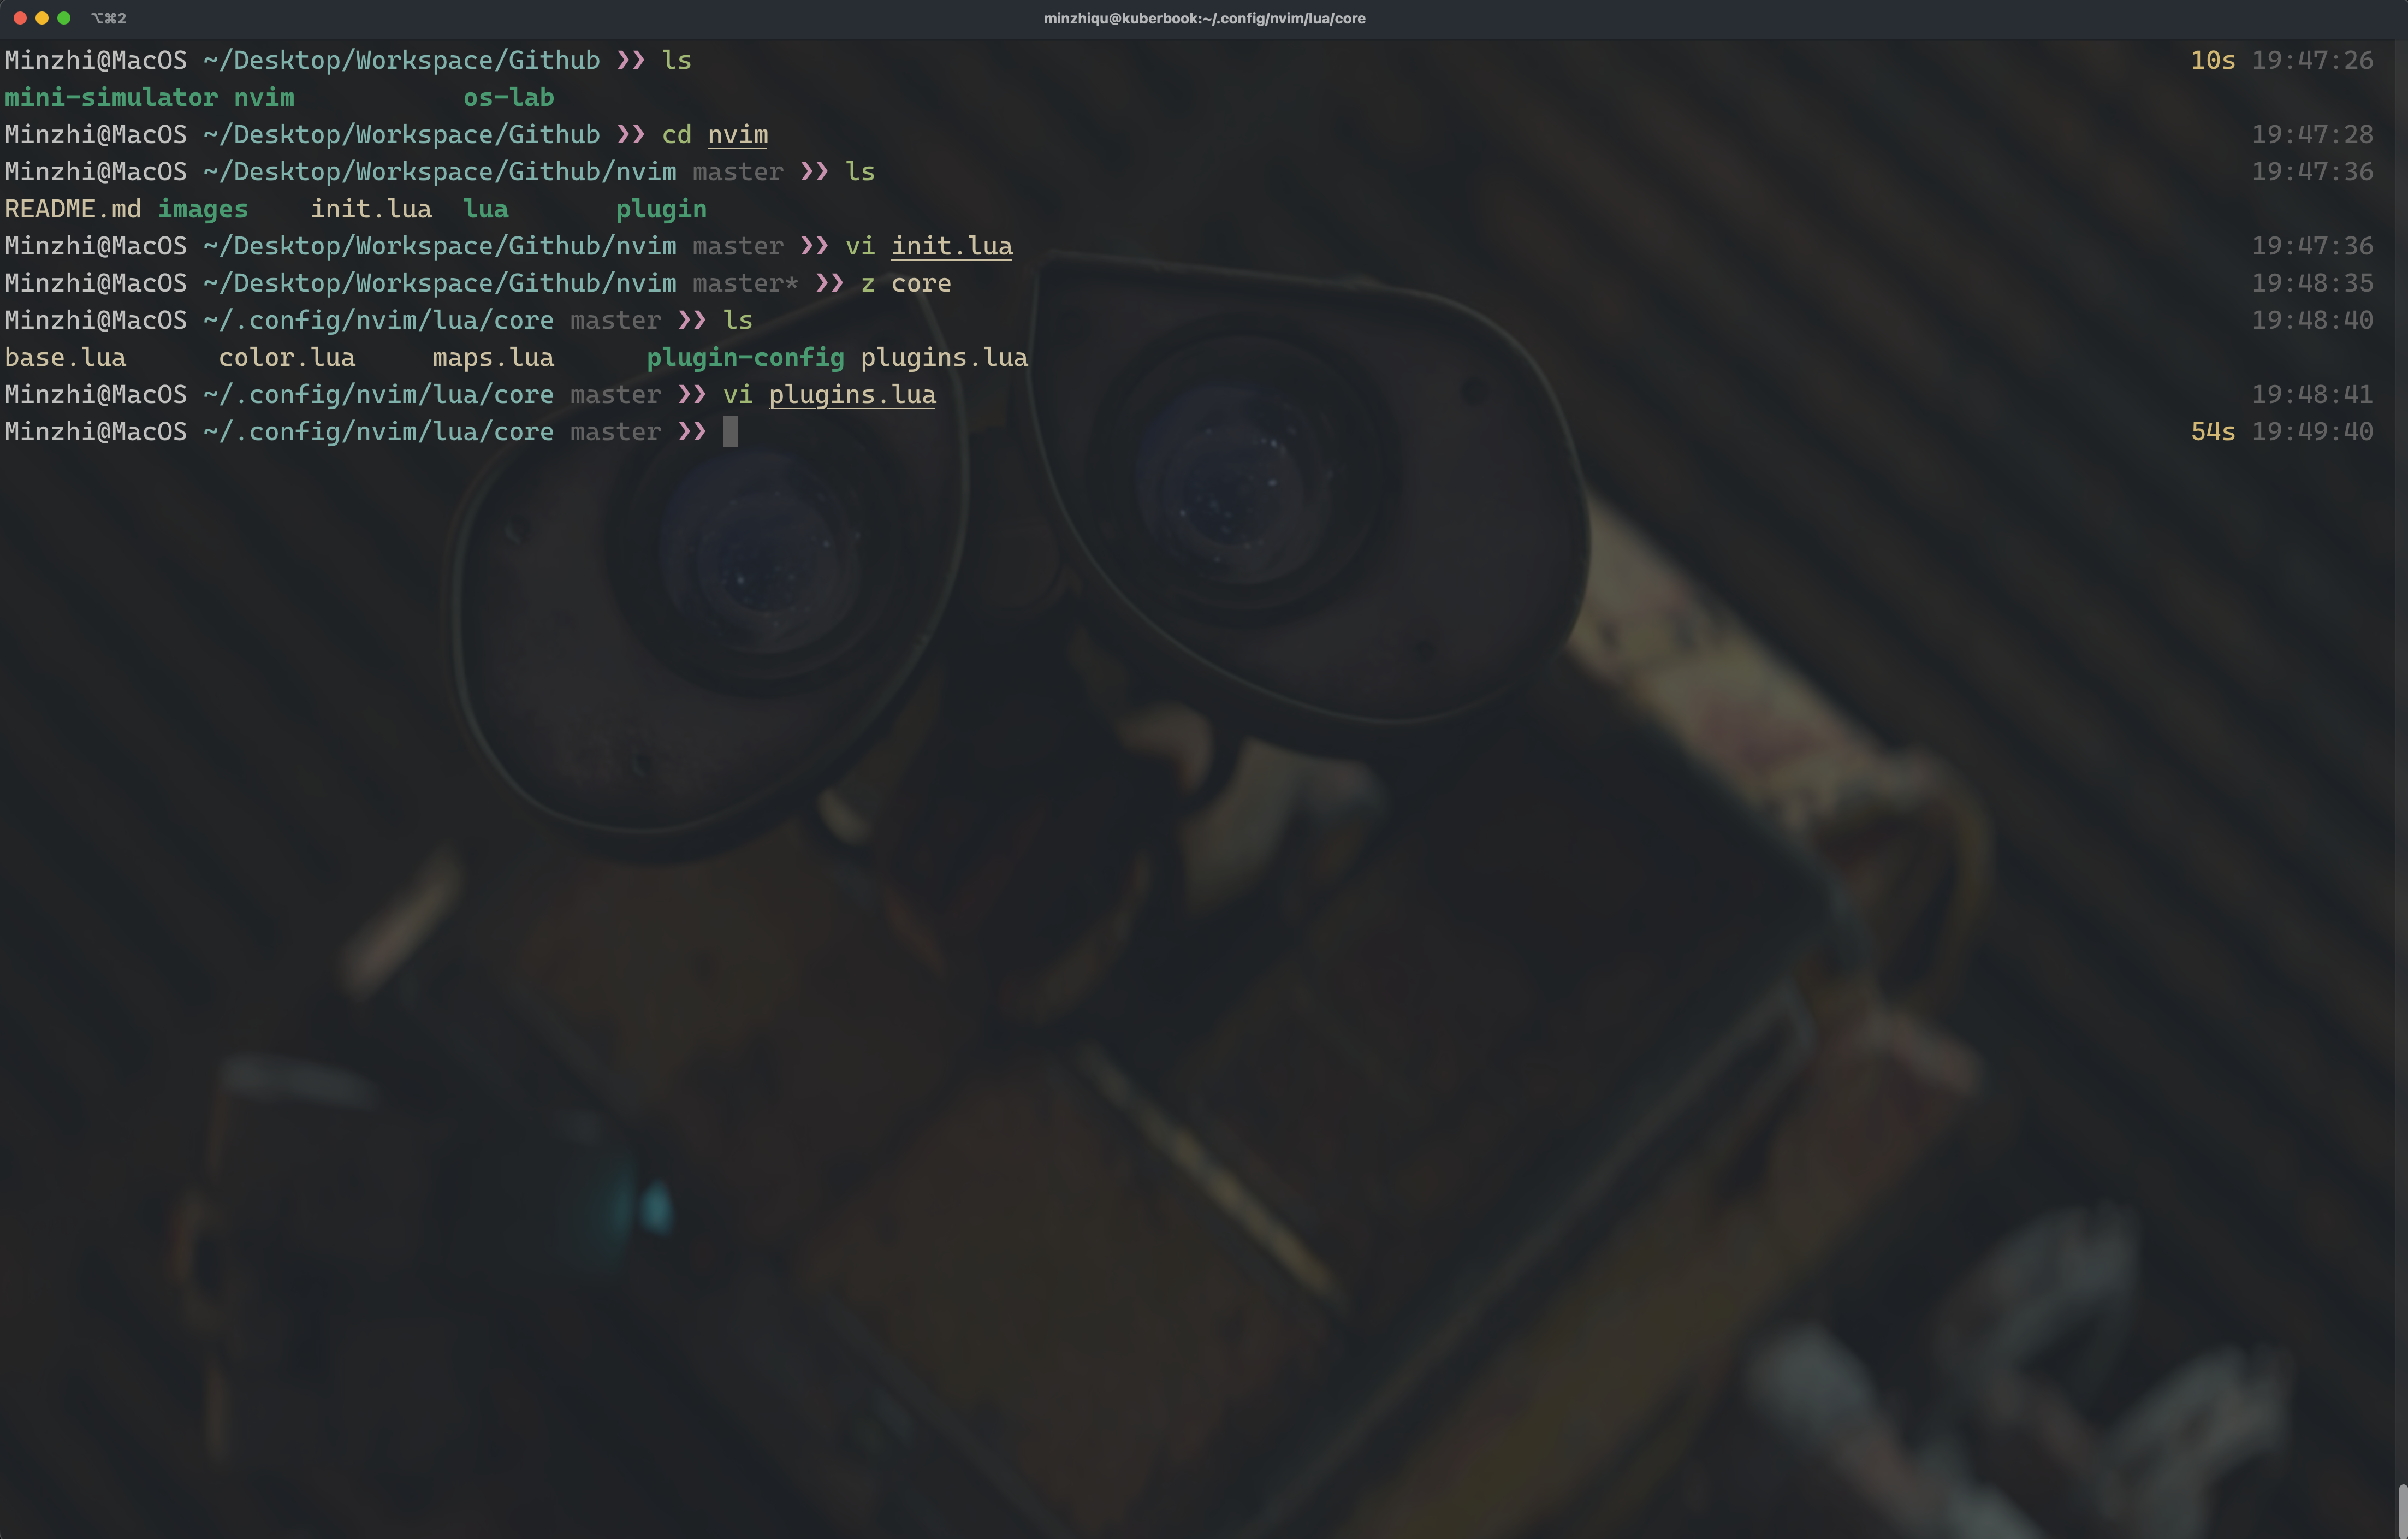 ⌥⌘2 minzhiqu@kuberbook:~/.config/nvim/lua/core
Minzhi@MacOS ~/Desktop/Workspace/Github ❯❯ ls 10s 19:47:26
mini-simulator nvim os-lab
Minzhi@MacOS ~/Desktop/Workspace/Github ❯❯ cd nvim 19:47:28
Minzhi@MacOS ~/Desktop/Workspace/Github/nvim master ❯❯ ls 19:47:36
README.md images init.lua lua plugin
Minzhi@MacOS ~/Desktop/Workspace/Github/nvim master ❯❯ vi init.lua 19:47:36
Minzhi@MacOS ~/Desktop/Workspace/Github/nvim master* ❯❯ z core 19:48:35
Minzhi@MacOS ~/.config/nvim/lua/core master ❯❯ ls 19:48:40
base.lua color.lua maps.lua plugin-config plugins.lua
Minzhi@MacOS ~/.config/nvim/lua/core master ❯❯ vi plugins.lua 19:48:41
Minzhi@MacOS ~/.config/nvim/lua/core master ❯❯ 54s 19:49:40